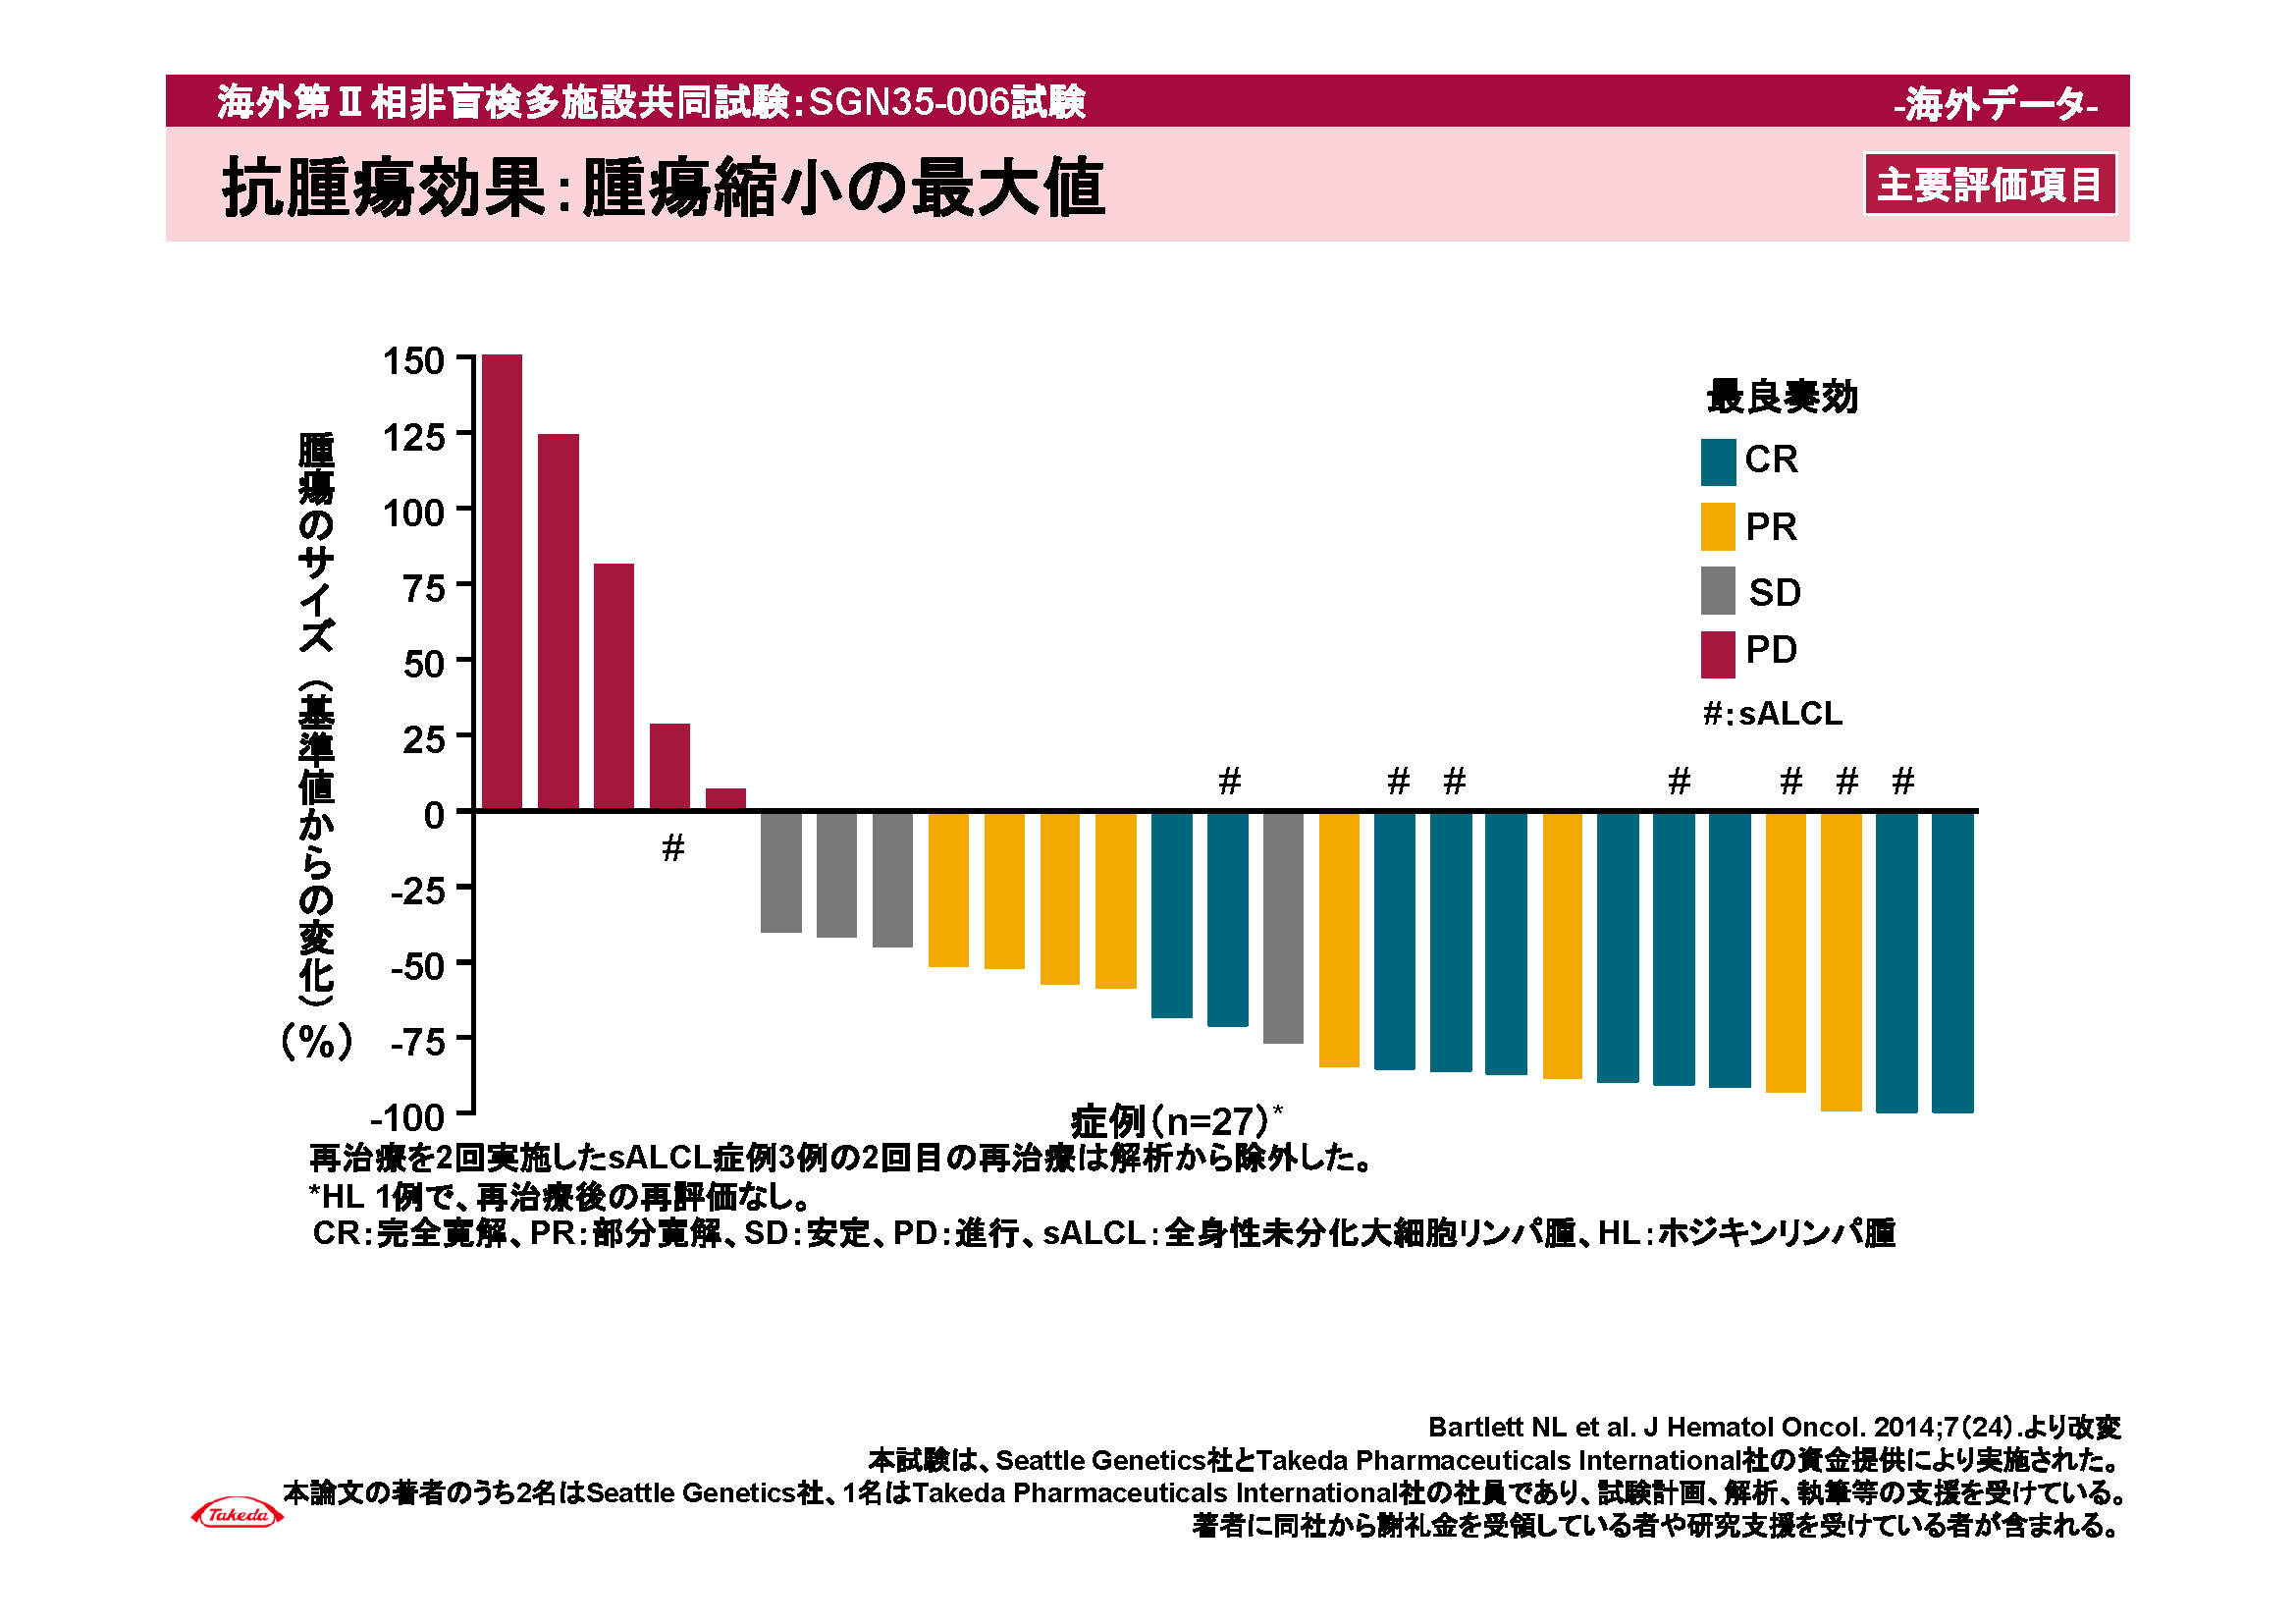 海外第Ⅱ相非盲検多施設共同試験：SGN35-006試験
-海外データ-
抗腫瘍効果：腫瘍縮小の最大値
主要評価項目
腫瘍のサイズ（基準値からの変化）
（%）
150
125
100
75
50
25
0
-25
-50
-75
-100
最良奏効
CR
PR
SD
PD
#：sALCL
# # # # # # #
#
症例（n=27）*
再治療を2回実施したsALCL症例3例の2回目の再治療は解析から除外した。
*HL 1例で、再治療後の再評価なし。
CR：完全寛解、PR：部分寛解、SD：安定、PD：進行、sALCL：全身性未分化大細胞リンパ腫、HL：ホジキンリンパ腫
Bartlett NL et al. J Hematol Oncol. 2014;7（24）.より改変
本試験は、Seattle Genetics社とTakeda Pharmaceuticals International社の資金提供により実施された。
本論文の著者のうち2名はSeattle Genetics社、1名はTakeda Pharmaceuticals International社の社員であり、試験計画、解析、執筆等の支援を受けている。
著者に同社から謝礼金を受領している者や研究支援を受けている者が含まれる。
Takeda